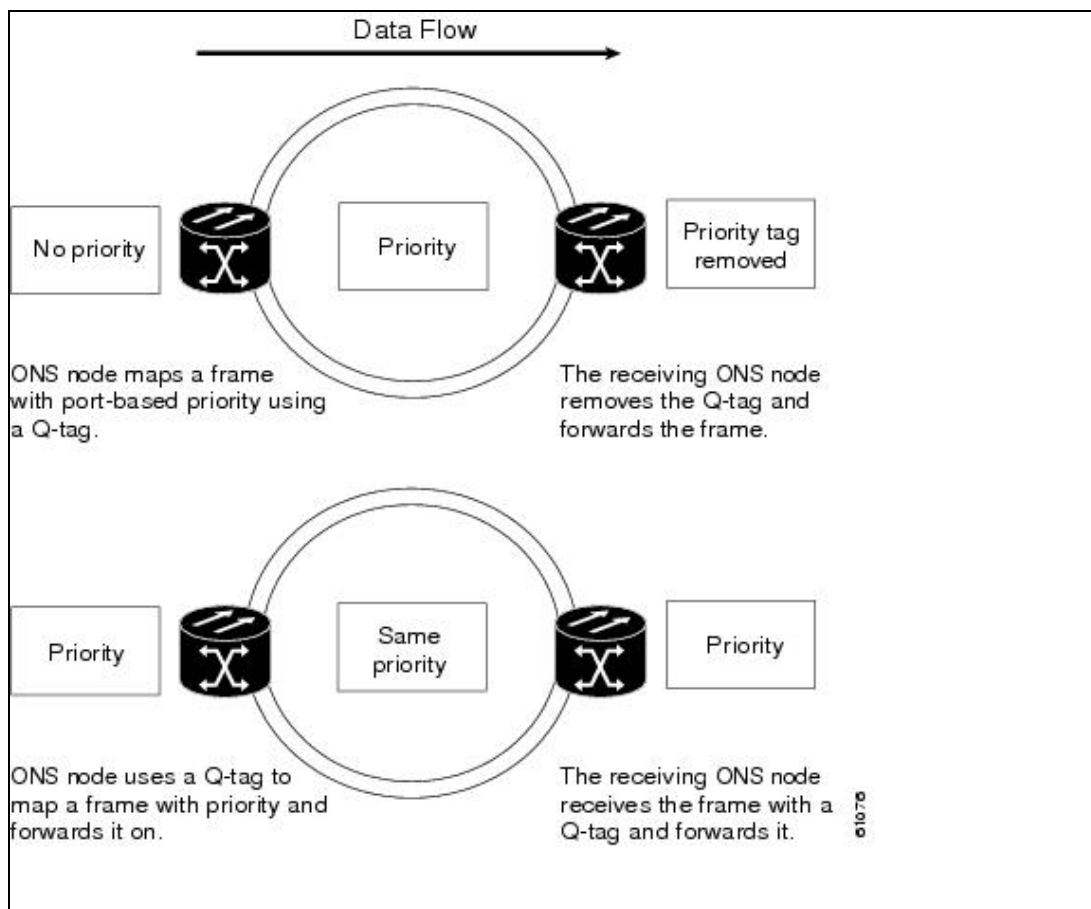 Data Flow
No priority
Priority
Priority tag
removed
ONS node maps a frame
with port-based priority using
a Q-tag.
The receiving ONS node
removes the Q-tag and
forwards the frame.
Priority
Same
priority
Priority
ONS node uses a Q-tag to
map a frame with priority and
forwards it on.
The receiving ONS node
receives the frame with a
Q-tag and forwards it.
61076